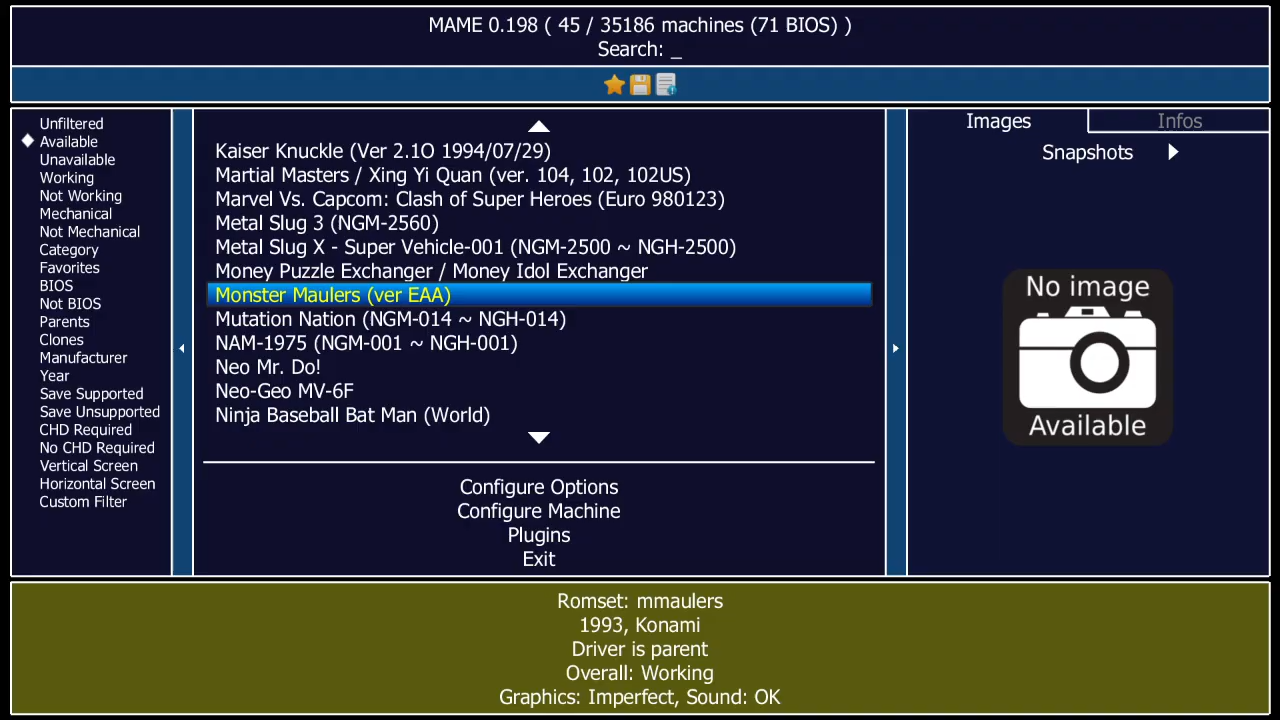 MAME 0.198 ( 45 / 35186 machines (71 BIOS) )
Search: _
Unfiltered
Available
Unavailable
Working
Not Working
Mechanical
Not Mechanical
Category
Favorites
BIOS
Not BIOS
Parents
Clones
Manufacturer
Year
Save Supported
Save Unsupported
CHD Required
No CHD Required
Vertical Screen
Horizontal Screen
Custom Filter
Kaiser Knuckle (Ver 2.1O 1994/07/29)
Martial Masters / Xing Yi Quan (ver. 104, 102, 102US)
Marvel Vs. Capcom: Clash of Super Heroes (Euro 980123)
Metal Slug 3 (NGM-2560)
Metal Slug X - Super Vehicle-001 (NGM-2500 ~ NGH-2500)
Money Puzzle Exchanger / Money Idol Exchanger
Monster Maulers (ver EAA)
Mutation Nation (NGM-014 ~ NGH-014)
NAM-1975 (NGM-001 ~ NGH-001)
Neo Mr. Do!
Neo-Geo MV-6F
Ninja Baseball Bat Man (World)
Configure Options
Configure Machine
Plugins
Exit
Images
Infos
Snapshots
No image
Available
Romset: mmaulers
1993, Konami
Driver is parent
Overall: Working
Graphics: Imperfect, Sound: OK